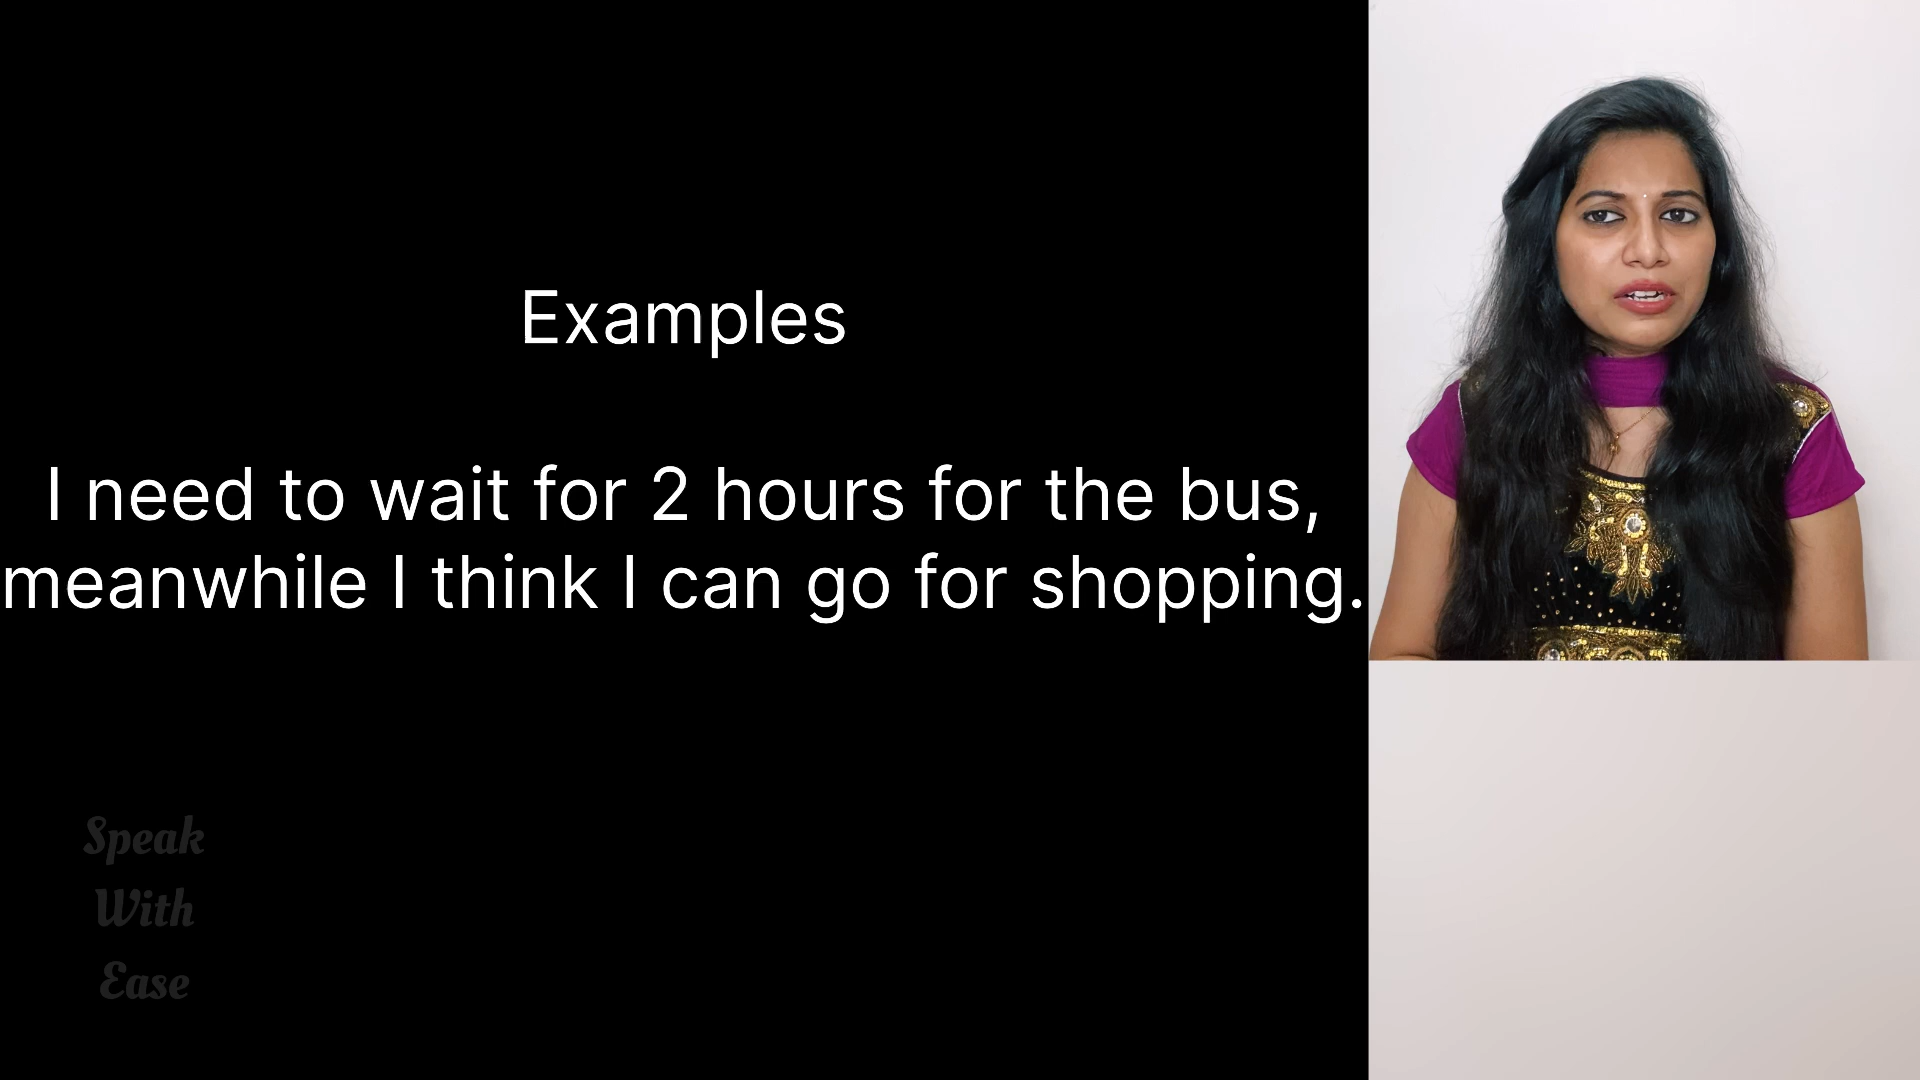 Examples
I need to wait for 2 hours for the bus,
meanwhile I think I can go for shopping.
Speak
With
Ease